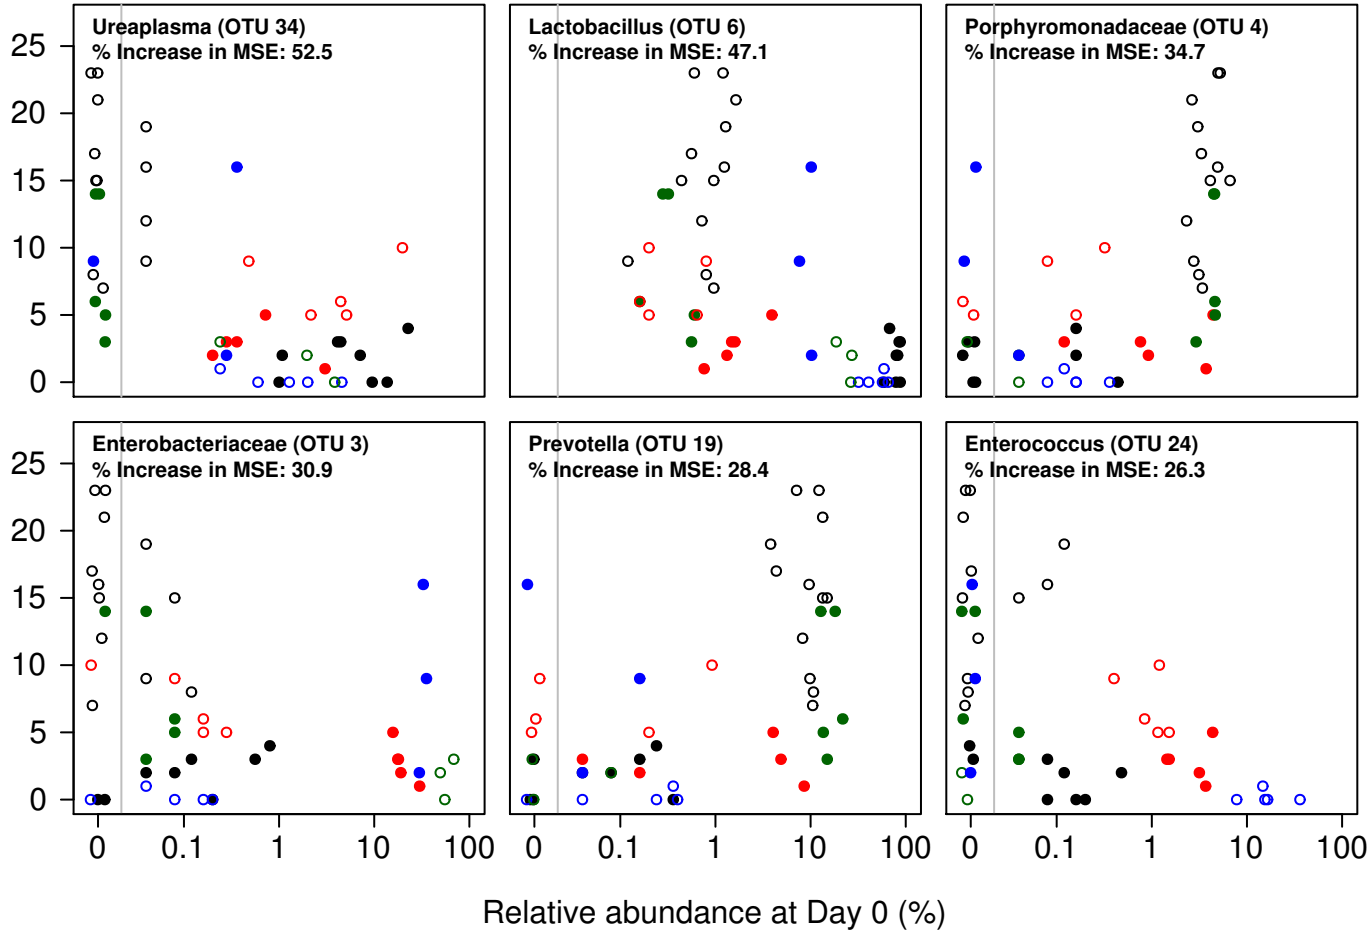 Ureaplasma (OTU 34)
% Increase in MSE: 52.5
Lactobacillus (OTU 6)
% Increase in MSE: 47.1
Porphyromonadaceae (OTU 4)
% Increase in MSE: 34.7
25
20
15
10
5
0
Enterobacteriaceae (OTU 3)
% Increase in MSE: 30.9
Prevotella (OTU 19)
% Increase in MSE: 28.4
Enterococcus (OTU 24)
% Increase in MSE: 26.3
25
20
15
10
5
0
0 0.1 1 10 100
0 0.1 1 10 100
0 0.1 1 10 100
Relative abundance at Day 0 (%)